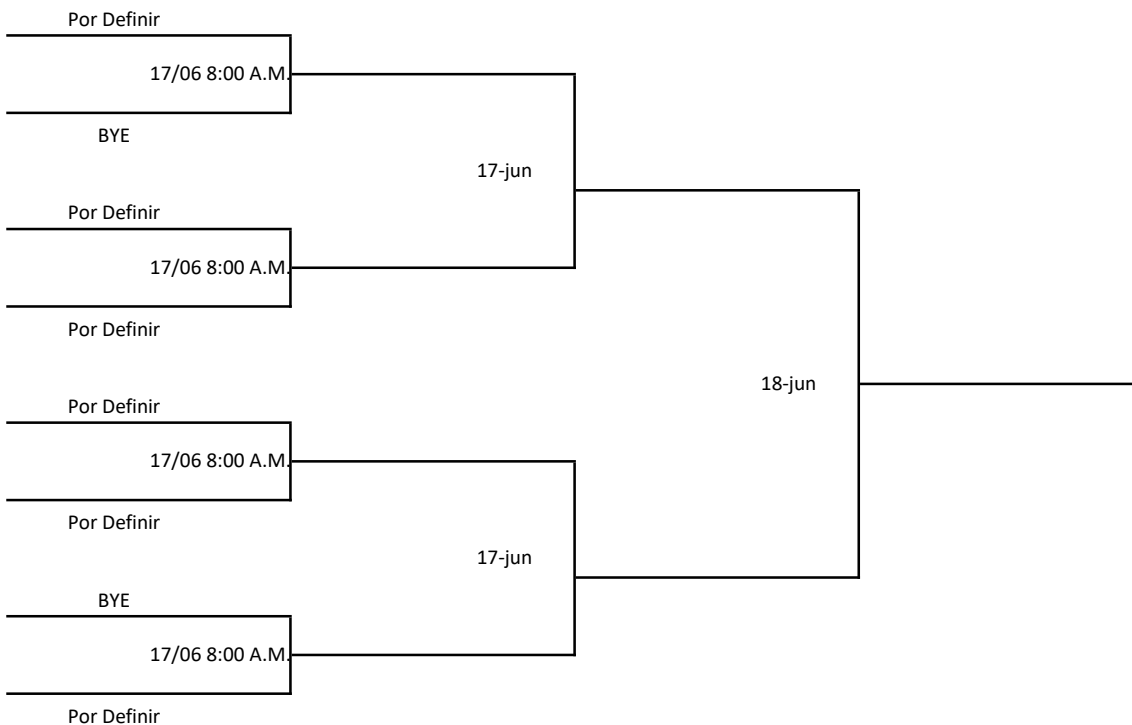 Por Definir
17/06 8:00 A.M.
BYE
17-jun
Por Definir
17/06 8:00 A.M.
Por Definir
18-jun
Por Definir
17/06 8:00 A.M.
Por Definir
17-jun
BYE
17/06 8:00 A.M.
Por Definir